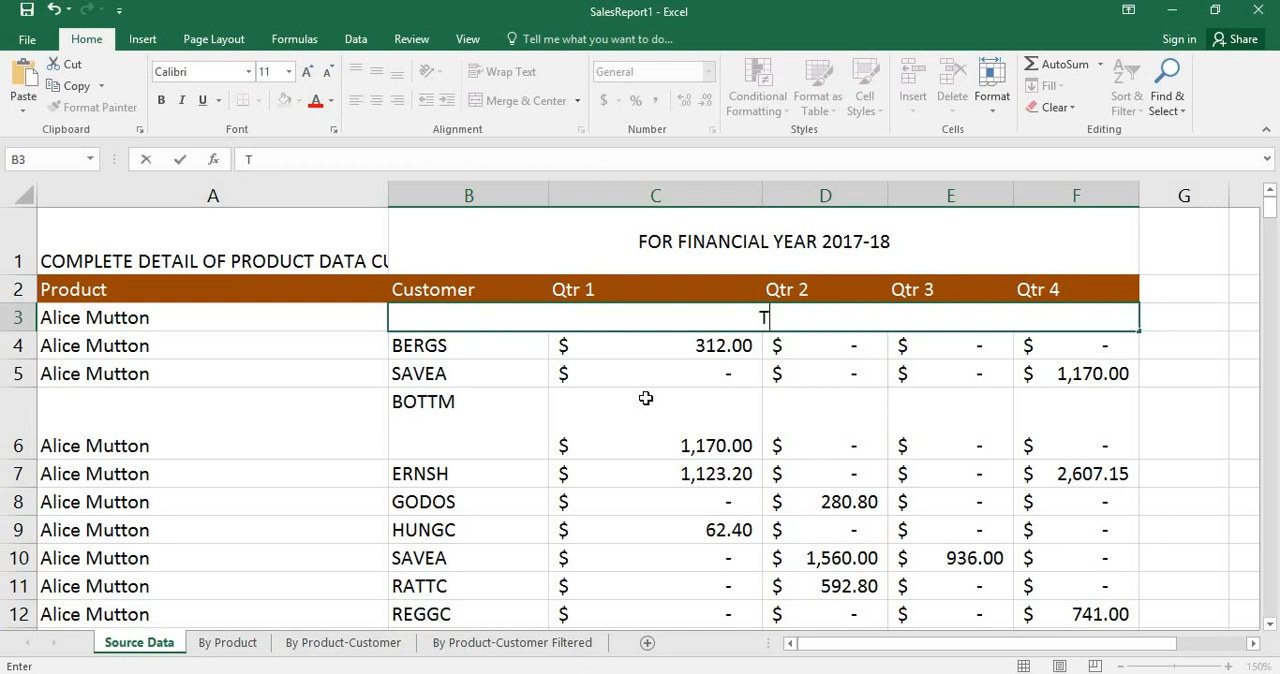 SalesReport1 - Excel
File Home Insert Page Layout Formulas Data Review View Tell me what you want to do... Sign in Share
Paste Cut Copy Format Painter Clipboard
Calibri 11 A A B I U A Font
Wrap Text Merge & Center Alignment
General $ % , Number
Conditional Formatting Format as Table Cell Styles Styles
Insert Delete Format Cells
AutoSum Fill Clear Sort & Filter Find & Select Editing
B3 fx T
A B C D E F G
1 COMPLETE DETAIL OF PRODUCT DATA CU FOR FINANCIAL YEAR 2017-18
2 Product Customer Qtr 1 Qtr 2 Qtr 3 Qtr 4
3 Alice Mutton T
4 Alice Mutton BERGS $ 312.00 $ - $ - $ -
5 Alice Mutton SAVEA $ - $ - $ - $ 1,170.00
6 Alice Mutton BOTTM $ 1,170.00 $ - $ - $ -
7 Alice Mutton ERNSH $ 1,123.20 $ - $ - $ 2,607.15
8 Alice Mutton GODOS $ - $ 280.80 $ - $ -
9 Alice Mutton HUNGC $ 62.40 $ - $ - $ -
10 Alice Mutton SAVEA $ - $ 1,560.00 $ 936.00 $ -
11 Alice Mutton RATTC $ - $ 592.80 $ - $ -
12 Alice Mutton REGGC $ - $ - $ - $ 741.00
Source Data By Product By Product-Customer By Product-Customer Filtered
Enter 150%